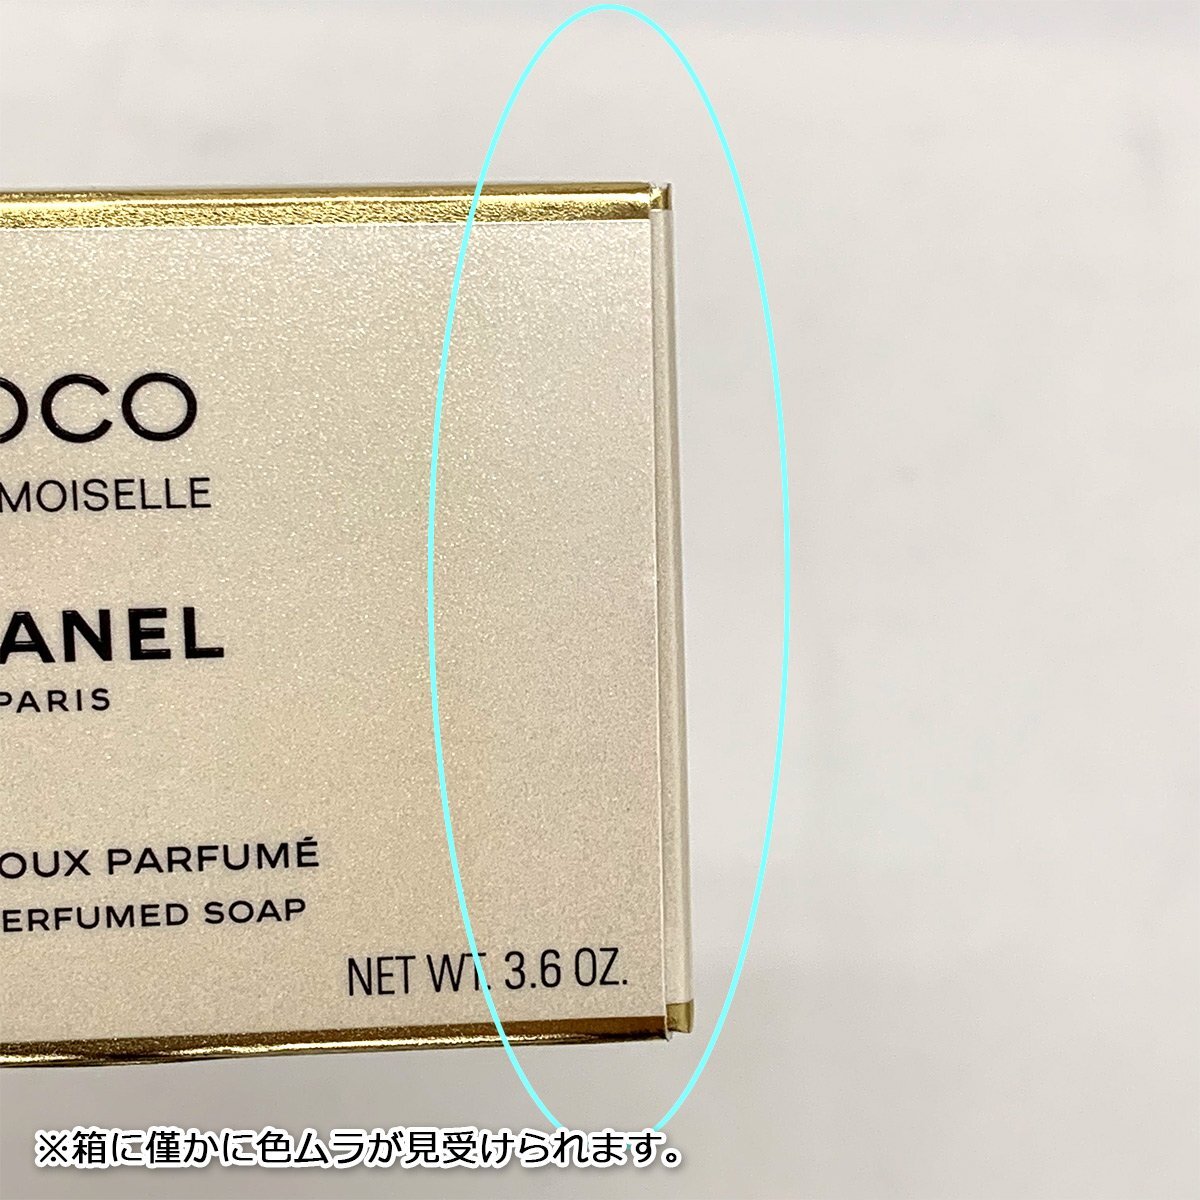 OCO
MOISELLE
ANEL
PARIS
OUX PARFUMÉ
ERFUMED SOAP
NET WT. 3.6 OZ.
※箱に僅かに色ムラが見受けられます。